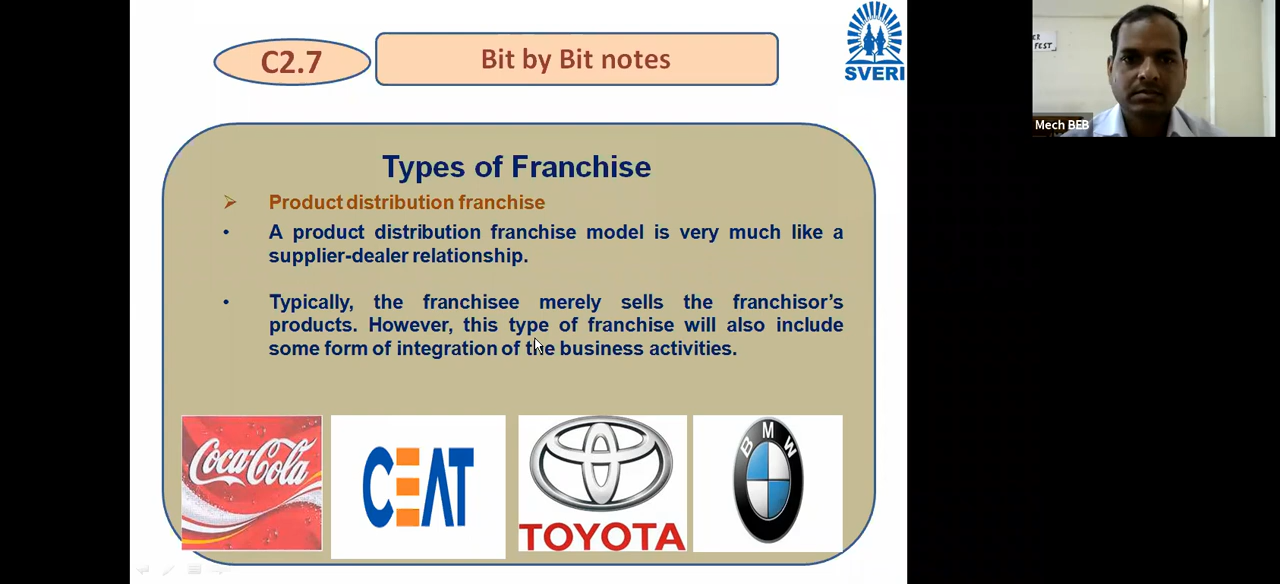 C2.7
Bit by Bit notes
SVERI
ER
FEST
Mech BEB
Types of Franchise
Product distribution franchise
• A product distribution franchise model is very much like a
supplier-dealer relationship.
• Typically, the franchisee merely sells the franchisor's
products. However, this type of franchise will also include
some form of integration of the business activities.
Coca-Cola
CEAT
TOYOTA
BMW